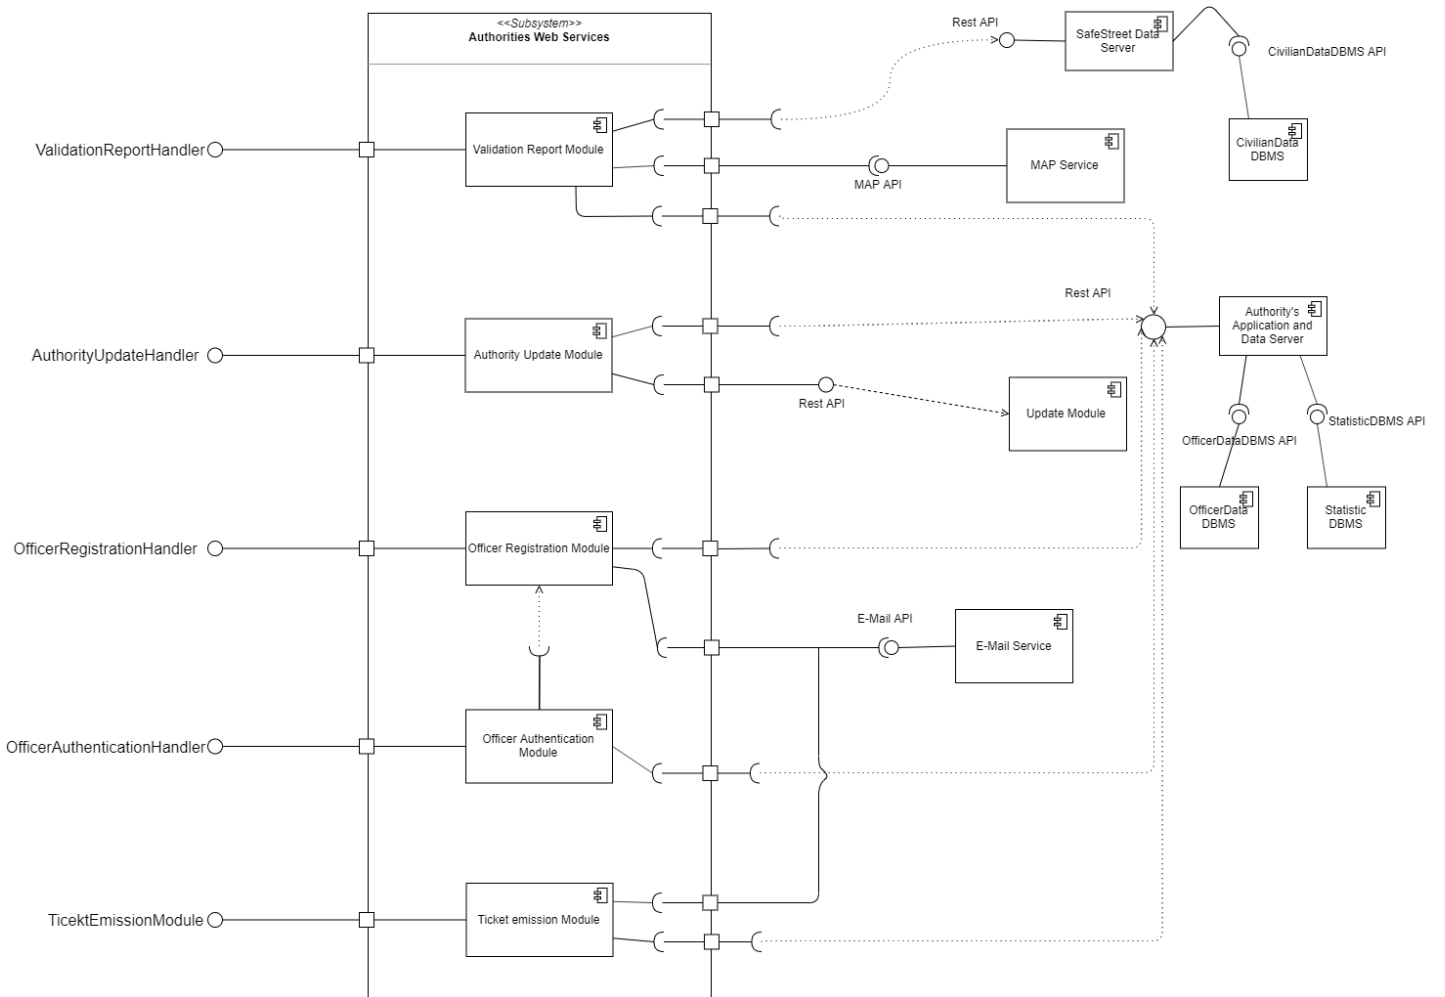 <<Subsystem>>
Authorities Web Services
Rest API
SafeStreet Data
Server
CivilianDataDBMS API
ValidationReportHandler
Validation Report Module
MAP Service
MAP API
CivilianData
DBMS
Rest API
Authority's
Application and
Data Server
AuthorityUpdateHandler
Authority Update Module
Rest API
Update Module
OfficerDataDBMS API
StatisticDBMS API
OfficerData
DBMS
Statistic
DBMS
OfficerRegistrationHandler
Officer Registration Module
E-Mail API
E-Mail Service
OfficerAuthenticationHandler
Officer Authentication
Module
TicektEmissionModule
Ticket emission Module